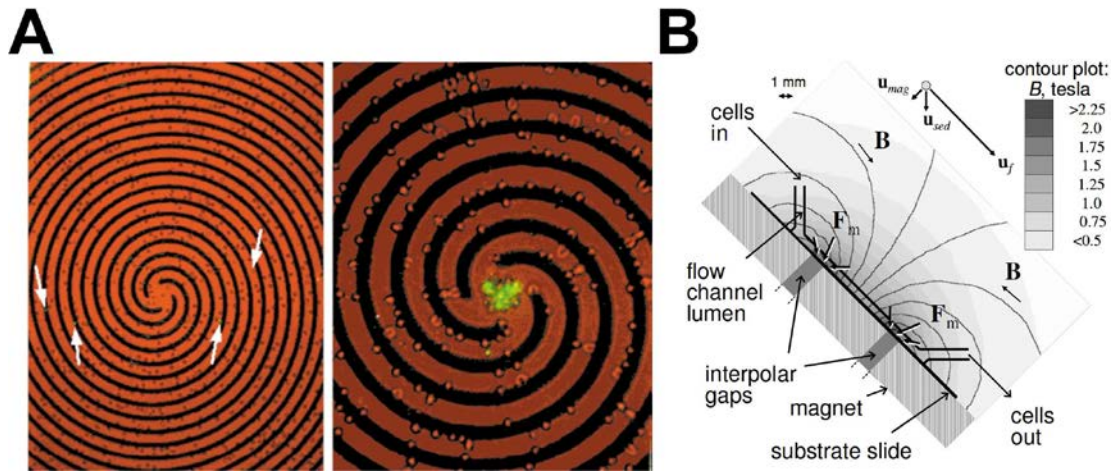 A
B
contour plot:
B, tesla
>2.25
2.0
1.75
1.5
1.25
1.0
0.75
<0.5
1 mm
u_mag
u_sed
u_f
cells
in
B
F_m
flow
channel
lumen
B
F_m
interpolar
gaps
magnet
substrate slide
cells
out